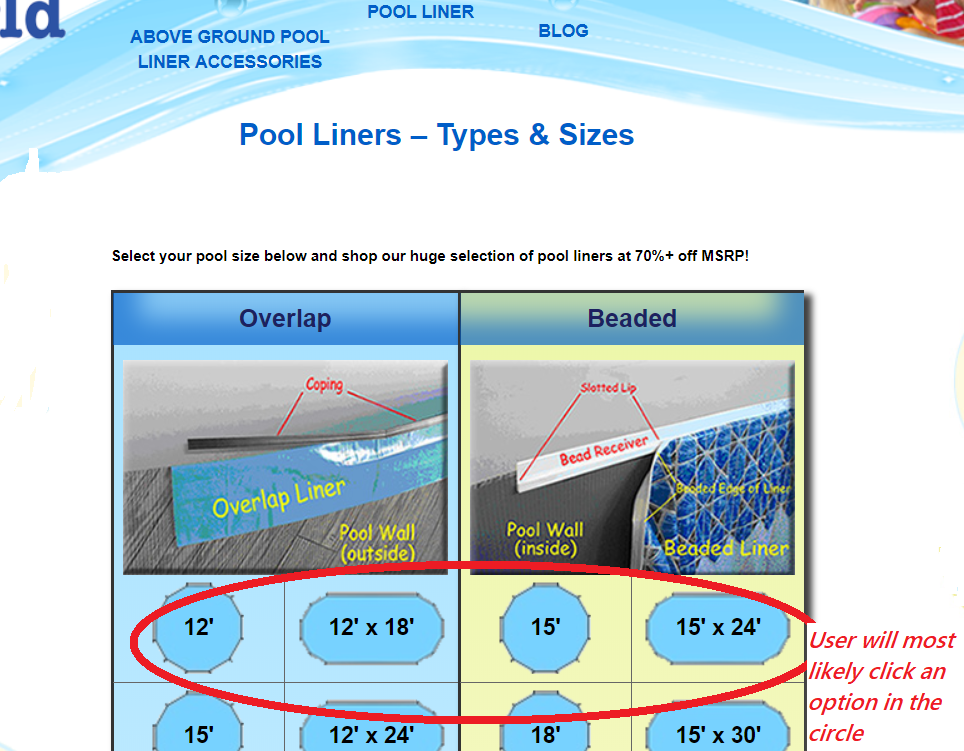 ld
POOL LINER
BLOG
ABOVE GROUND POOL
LINER ACCESSORIES
Pool Liners – Types & Sizes
Select your pool size below and shop our huge selection of pool liners at 70%+ off MSRP!
Overlap
Beaded
Coping
Overlap Liner
Pool Wall
(outside)
Slotted Lip
Bead Receiver
Beaded Edge of Liner
Pool Wall
(inside)
Beaded Liner
12'
12' x 18'
15'
15' x 24'
User will most
likely click an
option in the
circle
15'
12' x 24'
18'
15' x 30'